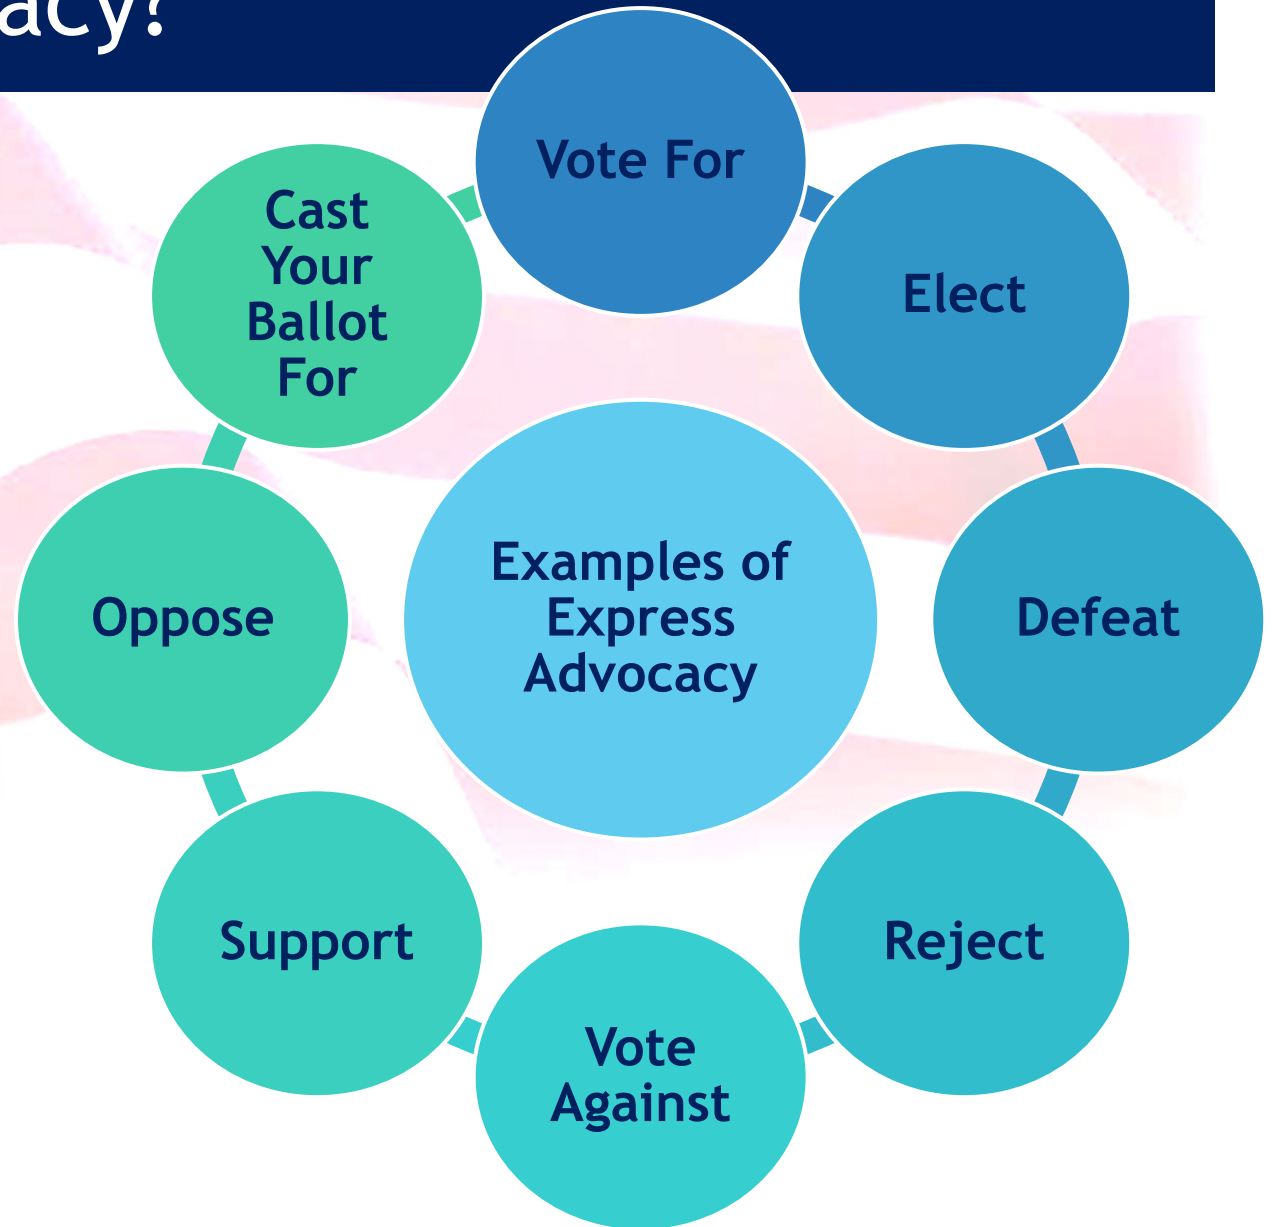 acy?
Vote For
Elect
Defeat
Reject
Vote
Against
Support
Oppose
Cast
Your
Ballot
For
Examples of
Express
Advocacy